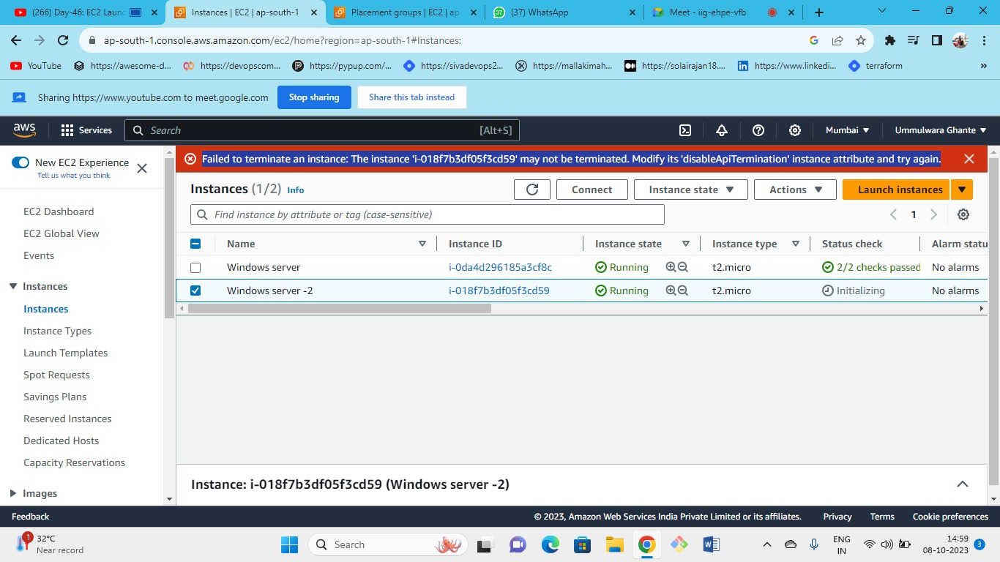 (266) Day-46: EC2 Launc
Instances | EC2 | ap-south-1
Placement groups | EC2 | ap
37
(37) WhatsApp
Meet - iig-ehpe-vfb
ap-south-1.console.aws.amazon.com/ec2/home?region=ap-south-1#Instances:
YouTube
https://awesome-d...
https://devopscom...
https://pypup.com/...
https://sivadevops2...
https://mallakimah...
https://solairajan18....
https://www.linkedi...
terraform
Sharing https://www.youtube.com to meet.google.com
Stop sharing
Share this tab instead
aws
Services
Search
[Alt+S]
Mumbai
Ummulwara Ghante
New EC2 Experience
Tell us what you think
Failed to terminate an instance: The instance 'i-018f7b3df05f3cd59' may not be terminated. Modify its 'disableApiTermination' instance attribute and try again.
Instances (1/2) Info
Connect
Instance state
Actions
Launch instances
Find instance by attribute or tag (case-sensitive)
1
Name Instance ID Instance state Instance type Status check Alarm statu
Windows server i-0da4d296185a3cf8c Running t2.micro 2/2 checks passed No alarms
Windows server -2 i-018f7b3df05f3cd59 Running t2.micro Initializing No alarms
EC2 Dashboard
EC2 Global View
Events
Instances
Instances
Instance Types
Launch Templates
Spot Requests
Savings Plans
Reserved Instances
Dedicated Hosts
Capacity Reservations
Images
Instance: i-018f7b3df05f3cd59 (Windows server -2)
Feedback
© 2023, Amazon Web Services India Private Limited or its affiliates.
Privacy
Terms
Cookie preferences
1
32°C
Near record
Search
ENG
IN
14:59
08-10-2023
3